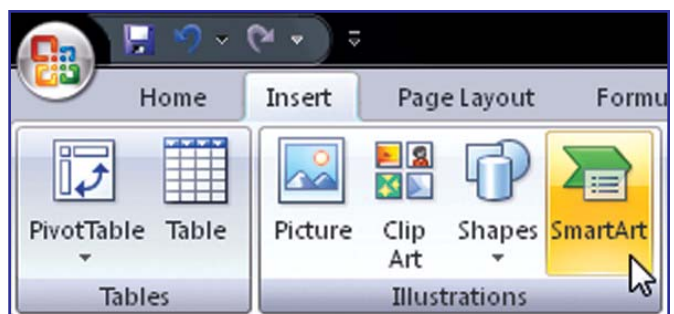 Home Insert Page Layout Formu
PivotTable Table Picture Clip Art Shapes SmartArt
Tables Illustrations